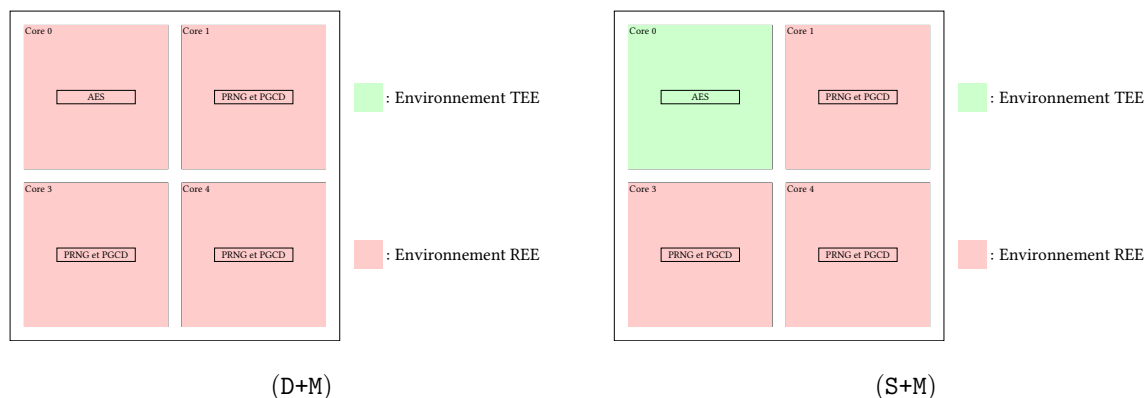 Core 0
Core 1
AES
PRNG et PGCD
: Environnement TEE
Core 3
Core 4
PRNG et PGCD
PRNG et PGCD
: Environnement REE
(D+M)
Core 0
Core 1
AES
PRNG et PGCD
: Environnement TEE
Core 3
Core 4
PRNG et PGCD
PRNG et PGCD
: Environnement REE
(S+M)